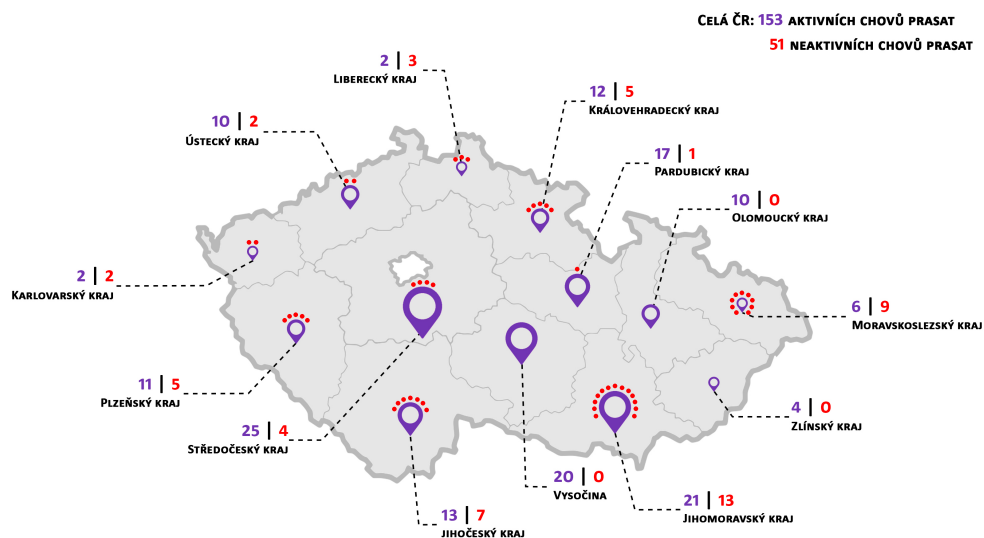 Celá ČR: 153 aktivních chovů prasat
51 neaktivních chovů prasat
2 | 3
Liberecký kraj
12 | 5
Královehradecký kraj
10 | 2
Ústecký kraj
17 | 1
Pardubický kraj
10 | 0
Olomoucký kraj
2 | 2
Karlovarský kraj
6 | 9
Moravskoslezský kraj
11 | 5
Plzeňský kraj
4 | 0
Zlínský kraj
25 | 4
Středočeský kraj
20 | 0
Vysočina
21 | 13
Jihomoravský kraj
13 | 7
Jihočeský kraj